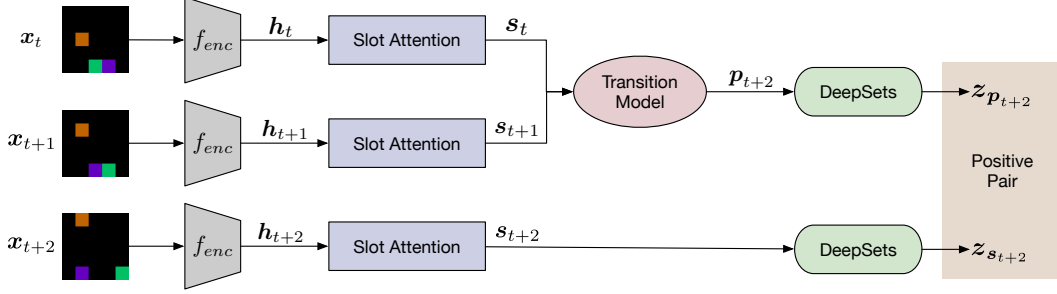 x_t f_enc h_t Slot Attention s_t
Transition
Model
p_{t+2} DeepSets z_{p_{t+2}}
x_{t+1} f_enc h_{t+1} Slot Attention s_{t+1}
Positive
Pair
x_{t+2} f_enc h_{t+2} Slot Attention s_{t+2} DeepSets z_{s_{t+2}}